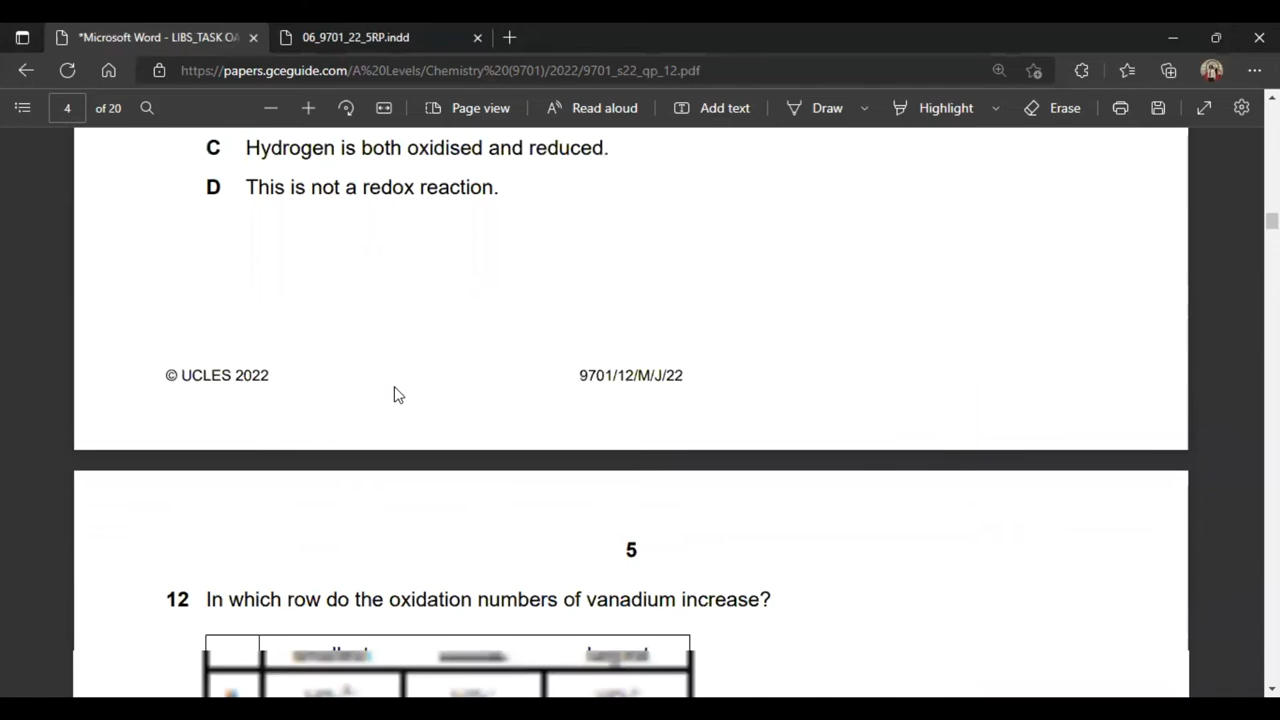 *Microsoft Word - LIBS_TASK OA
06_9701_22_5RP.indd
https://papers.gceguide.com/A%20Levels/Chemistry%20(9701)/2022/9701_s22_qp_12.pdf
4 of 20
Page view
Read aloud
Add text
Draw
Highlight
Erase
C Hydrogen is both oxidised and reduced.
D This is not a redox reaction.
© UCLES 2022
9701/12/M/J/22
5
12 In which row do the oxidation numbers of vanadium increase?